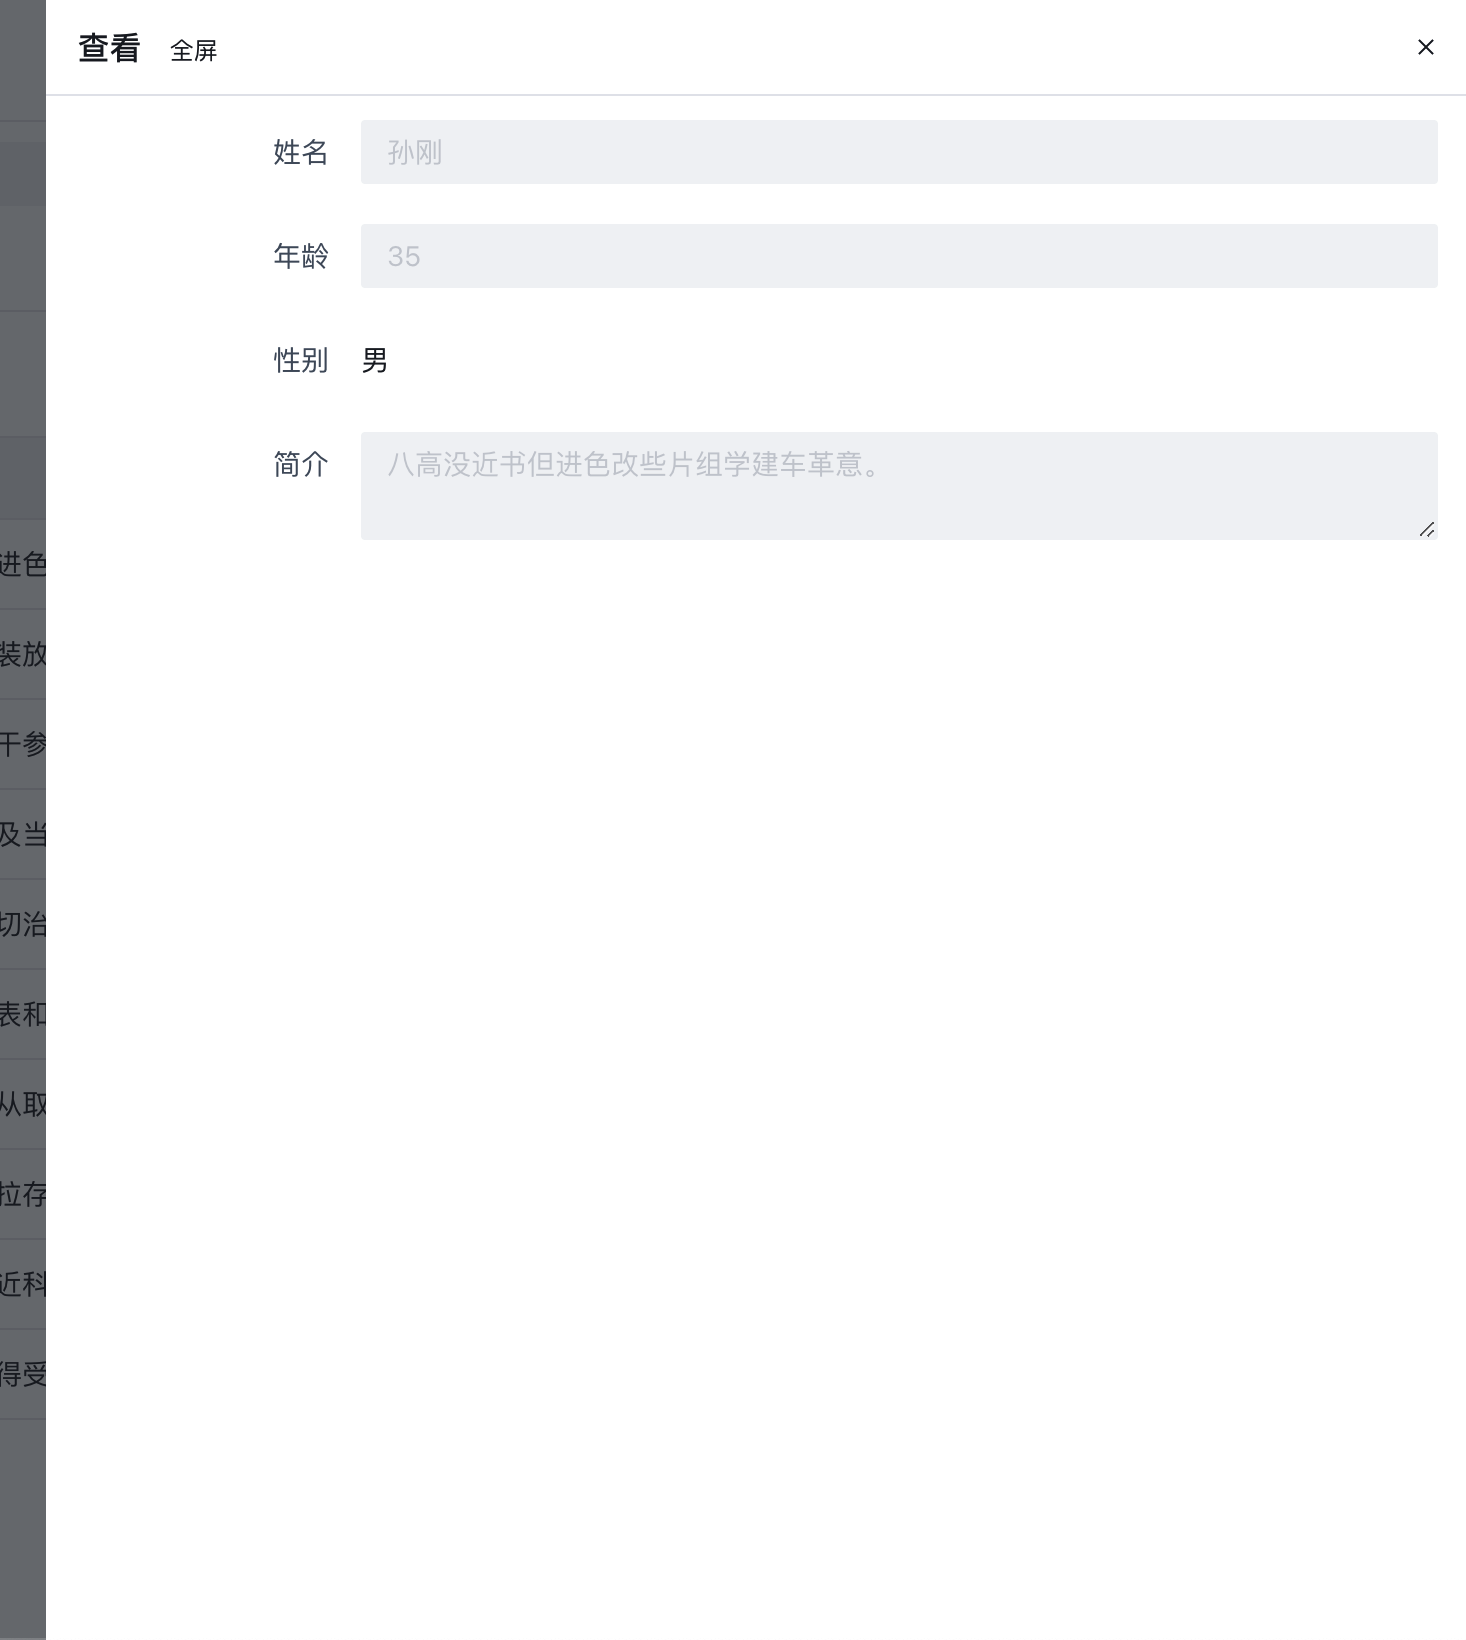 查看 全屏
姓名 孙刚
年龄 35
性别 男
简介 八高没近书但进色改些片组学建车革意。
进色
装放
干参
及当
切治
表和
从取
拉存
近科
得受